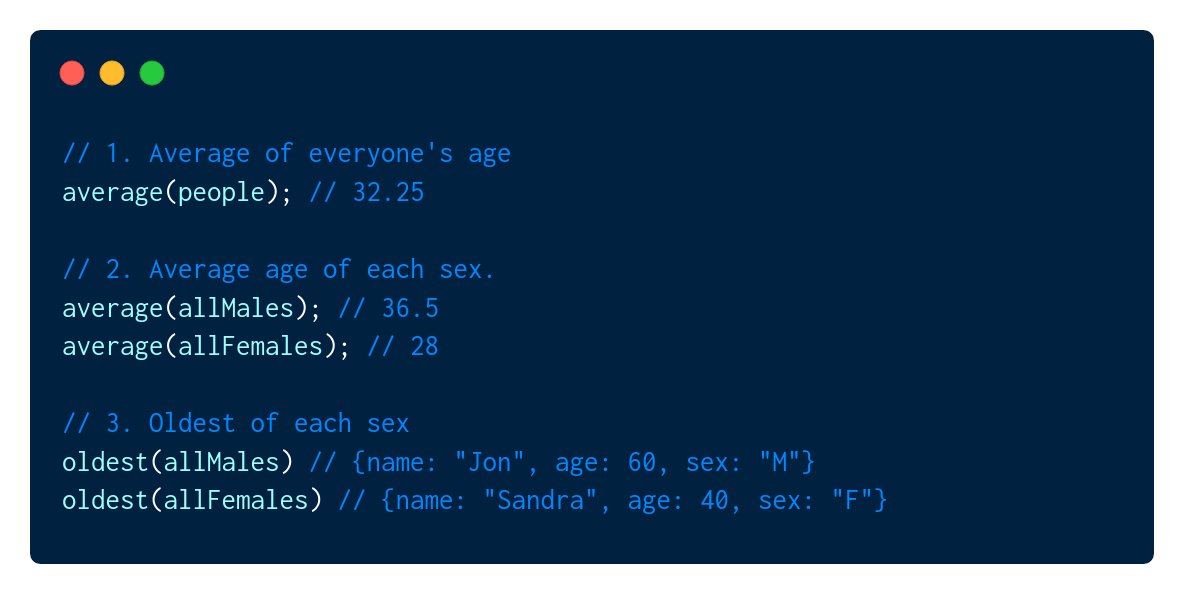 // 1. Average of everyone's age
average(people); // 32.25
// 2. Average age of each sex.
average(allMales); // 36.5
average(allFemales); // 28
// 3. Oldest of each sex
oldest(allMales) // {name: "Jon", age: 60, sex: "M"}
oldest(allFemales) // {name: "Sandra", age: 40, sex: "F"}